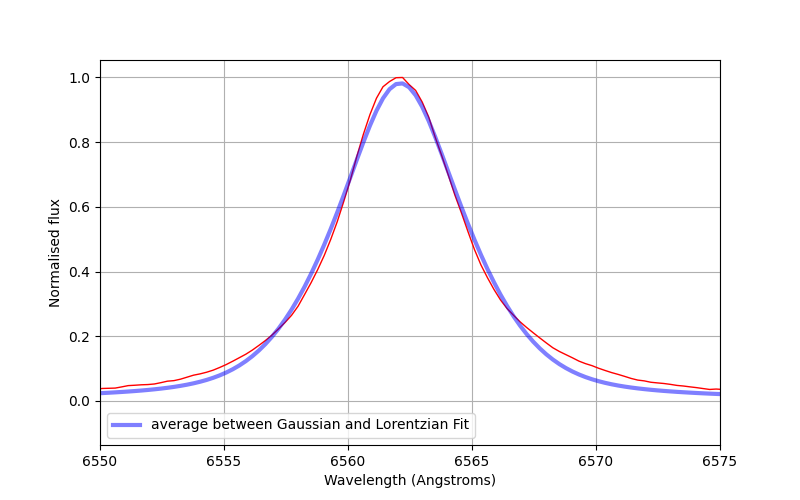 1.0
0.8
0.6
0.4
0.2
0.0
Normalised flux
average between Gaussian and Lorentzian Fit
6550 6555 6560 6565 6570 6575
Wavelength (Angstroms)